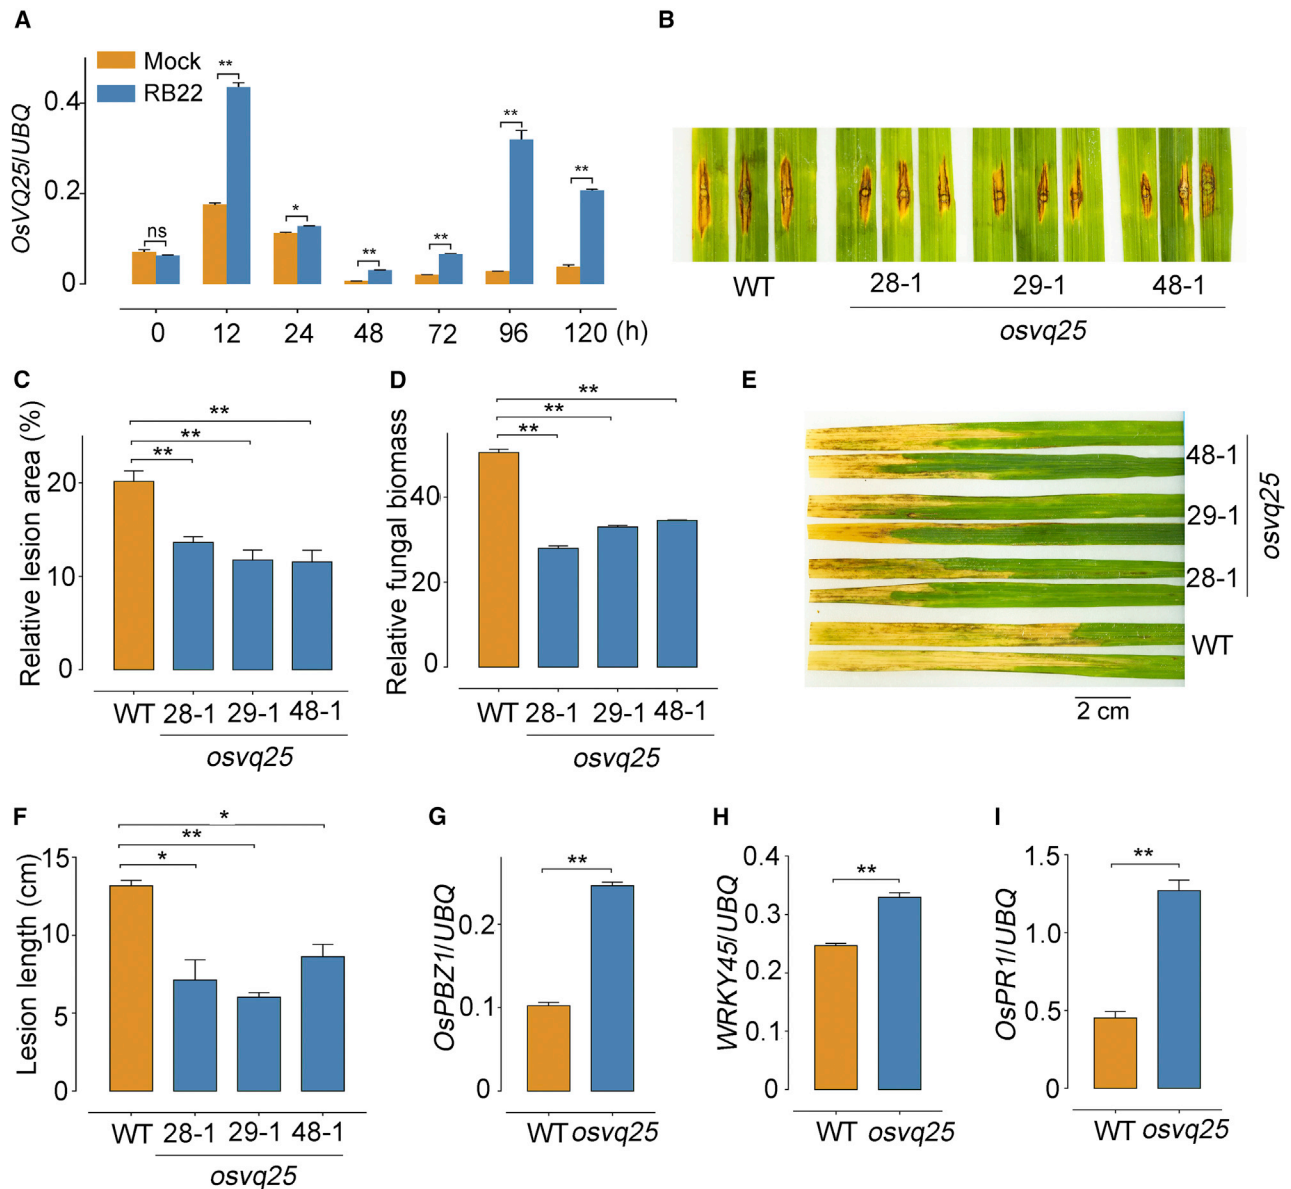 A
Mock
RB22
OsVQ25/UBQ
0.4
0.2
0
ns
**
*
**
**
**
**
0 12 24 48 72 96 120 (h)
B
WT 28-1 29-1 48-1
osvq25
C
Relative lesion area (%)
20
10
0
**
**
**
WT 28-1 29-1 48-1
osvq25
D
Relative fungal biomass
40
20
0
**
**
**
WT 28-1 29-1 48-1
osvq25
E
48-1
29-1
28-1
osvq25
WT
2 cm
F
Lesion length (cm)
15
10
5
0
*
**
*
WT 28-1 29-1 48-1
osvq25
G
OsPBZ1/UBQ
0.2
0.1
0
**
WT osvq25
H
WRKY45/UBQ
0.4
0.3
0.2
0.1
0
**
WT osvq25
I
OsPR1/UBQ
1.5
1.0
0.5
0
**
WT osvq25